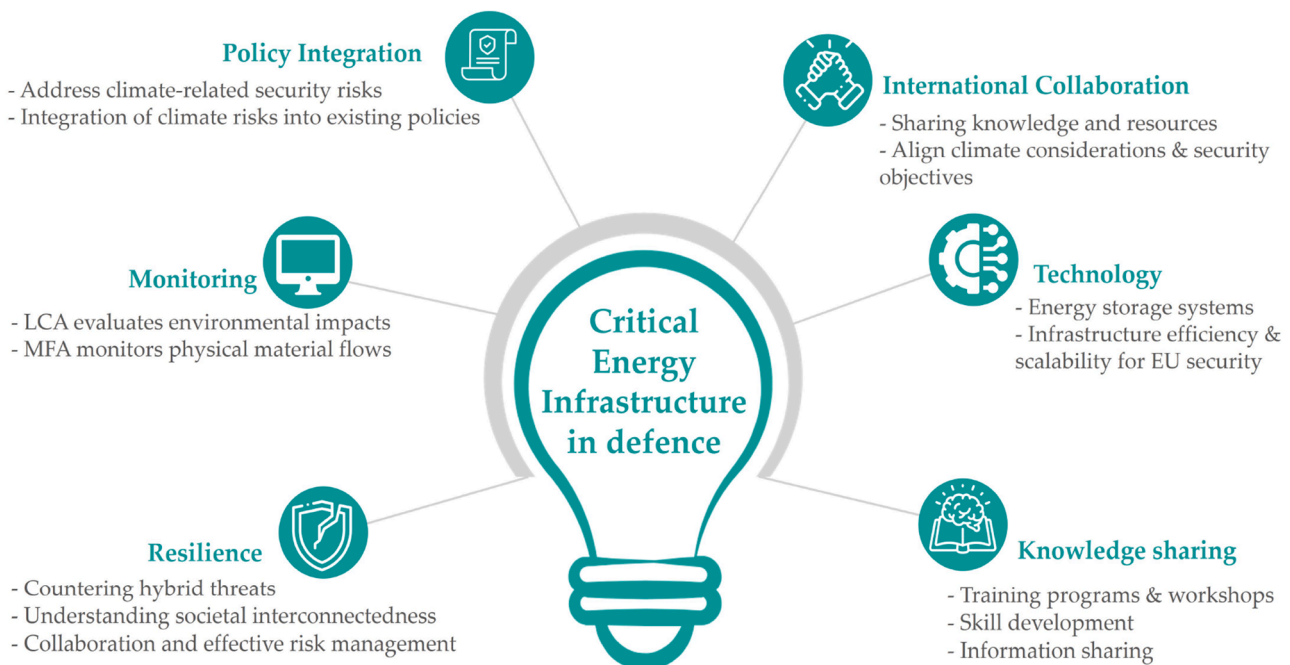 Policy Integration
- Address climate-related security risks
- Integration of climate risks into existing policies
International Collaboration
- Sharing knowledge and resources
- Align climate considerations & security
objectives
Monitoring
- LCA evaluates environmental impacts
- MFA monitors physical material flows
Technology
- Energy storage systems
- Infrastructure efficiency &
scalability for EU security
Critical
Energy
Infrastructure
in defence
Resilience
- Countering hybrid threats
- Understanding societal interconnectedness
- Collaboration and effective risk management
Knowledge sharing
- Training programs & workshops
- Skill development
- Information sharing